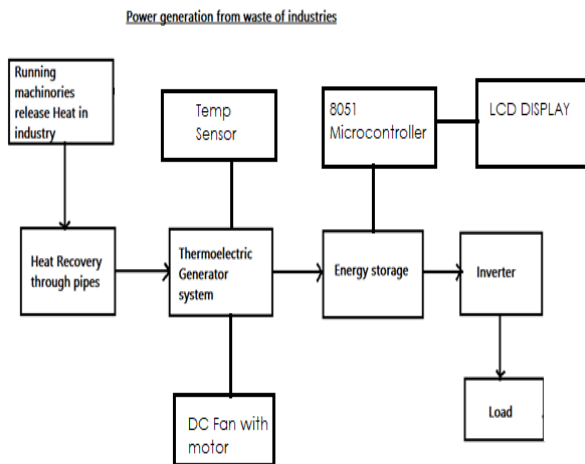 Power generation from waste of industries
Running
machinories
release Heat in
industry
Temp
Sensor
8051
Microcontroller
LCD DISPLAY
Heat Recovery
through pipes
Thermoelectric
Generator
system
Energy storage
Inverter
DC Fan with
motor
Load